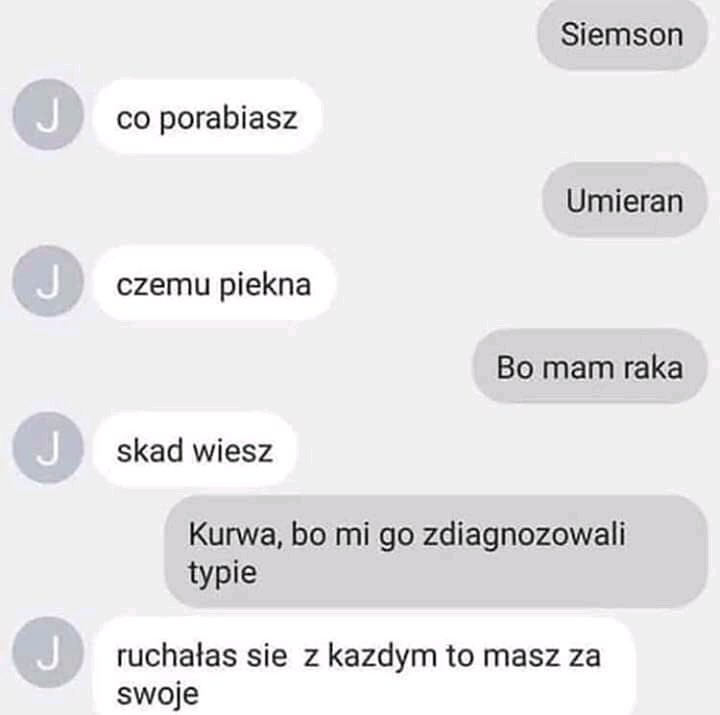 Siemson
J
co porabiasz
Umieran
J
czemu piekna
Bo mam raka
J
skad wiesz
Kurwa, bo mi go zdiagnozowali
typie
J
ruchałas sie z kazdym to masz za
swoje